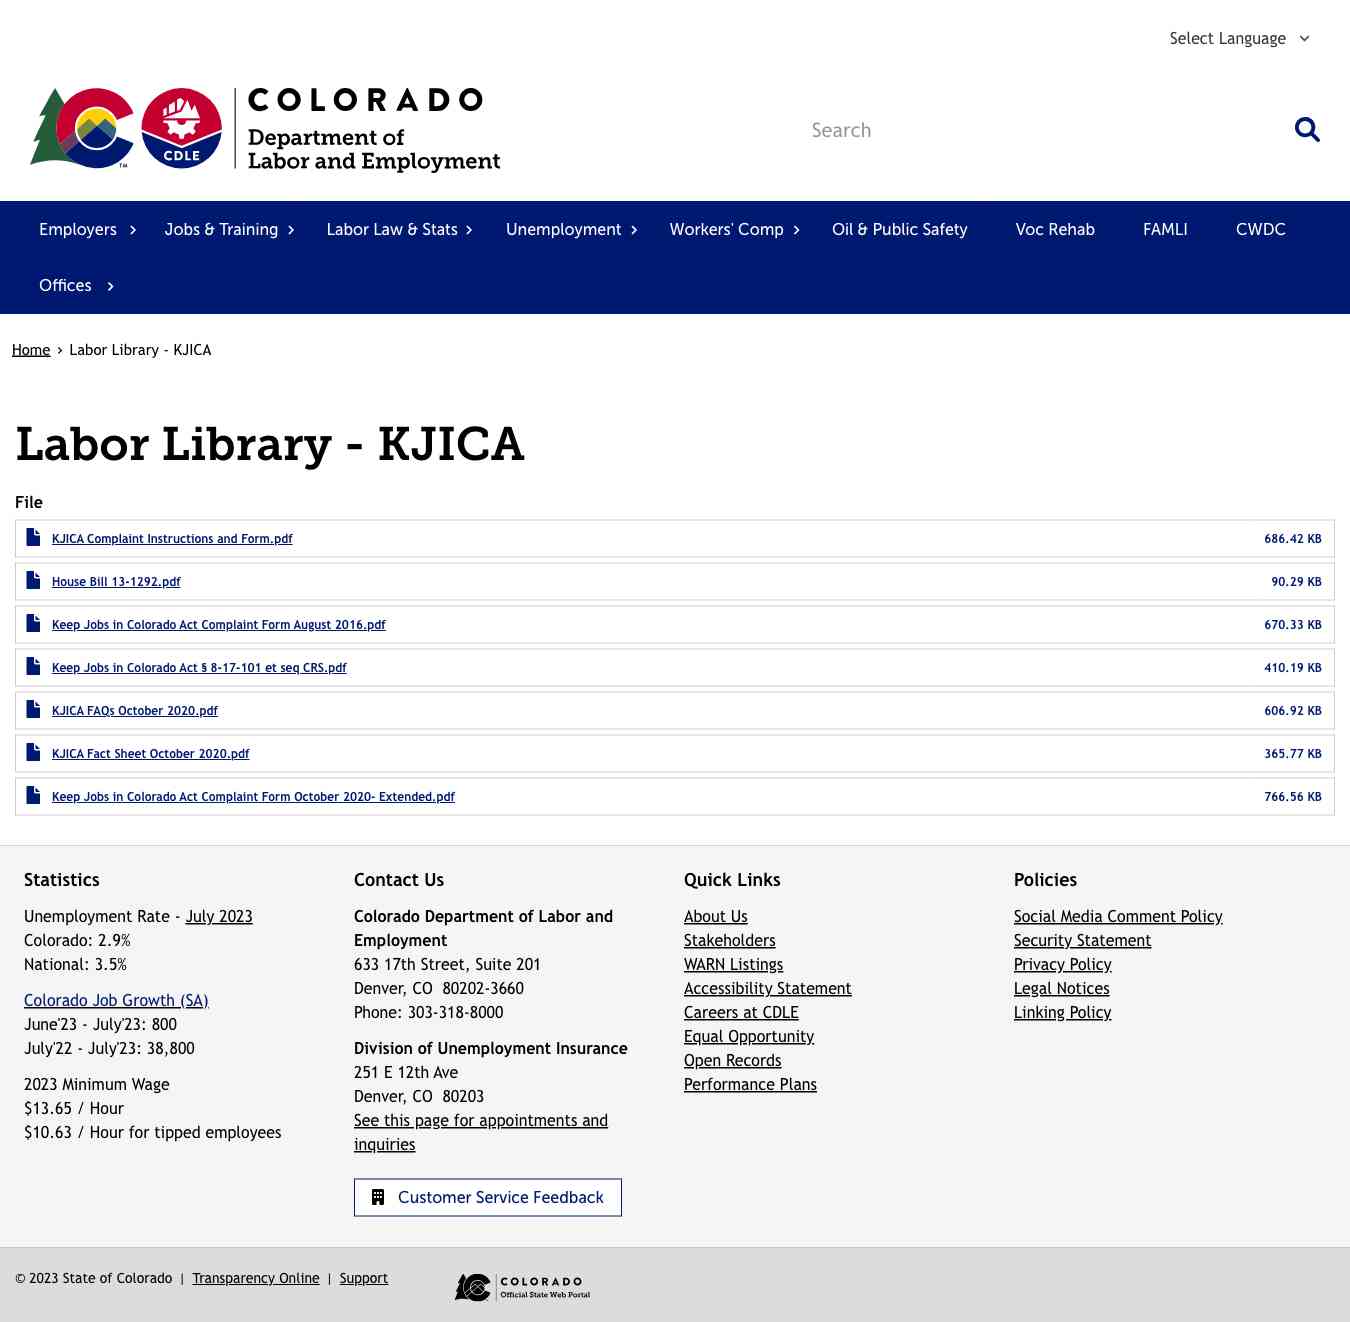 Select Language
CDLE
TM
COLORADO
Department of
Labor and Employment
Search
Employers
Jobs & Training
Labor Law & Stats
Unemployment
Workers' Comp
Oil & Public Safety
Voc Rehab
FAMLI
CWDC
Offices
Home › Labor Library - KJICA
Labor Library - KJICA
File
KJICA Complaint Instructions and Form.pdf 686.42 KB
House Bill 13-1292.pdf 90.29 KB
Keep Jobs in Colorado Act Complaint Form August 2016.pdf 670.33 KB
Keep Jobs in Colorado Act § 8-17-101 et seq CRS.pdf 410.19 KB
KJICA FAQs October 2020.pdf 606.92 KB
KJICA Fact Sheet October 2020.pdf 365.77 KB
Keep Jobs in Colorado Act Complaint Form October 2020- Extended.pdf 766.56 KB
Statistics
Unemployment Rate - July 2023
Colorado: 2.9%
National: 3.5%
Colorado Job Growth (SA)
June'23 - July'23: 800
July'22 - July'23: 38,800
2023 Minimum Wage
$13.65 / Hour
$10.63 / Hour for tipped employees
Contact Us
Colorado Department of Labor and
Employment
633 17th Street, Suite 201
Denver, CO  80202-3660
Phone: 303-318-8000
Division of Unemployment Insurance
251 E 12th Ave
Denver, CO  80203
See this page for appointments and
inquiries
Customer Service Feedback
Quick Links
About Us
Stakeholders
WARN Listings
Accessibility Statement
Careers at CDLE
Equal Opportunity
Open Records
Performance Plans
Policies
Social Media Comment Policy
Security Statement
Privacy Policy
Legal Notices
Linking Policy
© 2023 State of Colorado | Transparency Online | Support
COLORADO
Official State Web Portal